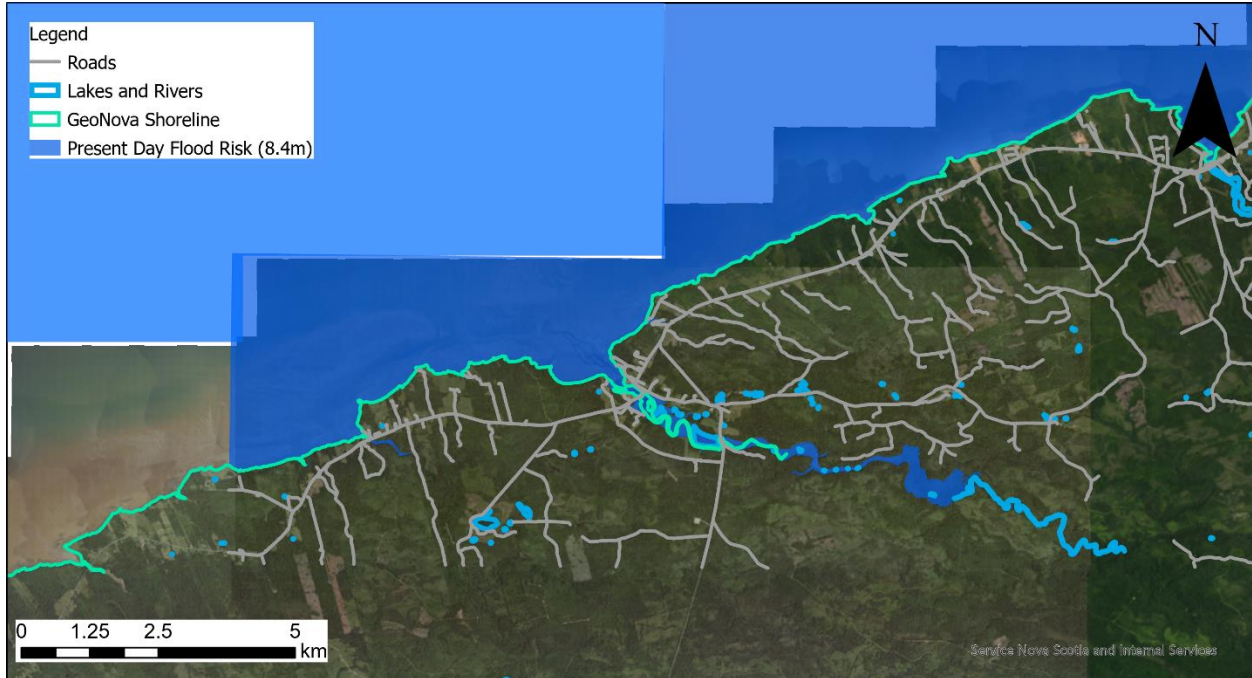 Legend
Roads
Lakes and Rivers
GeoNova Shoreline
Present Day Flood Risk (8.4m)
N
0 1.25 2.5 5
km
Service Nova Scotia and Internal Services